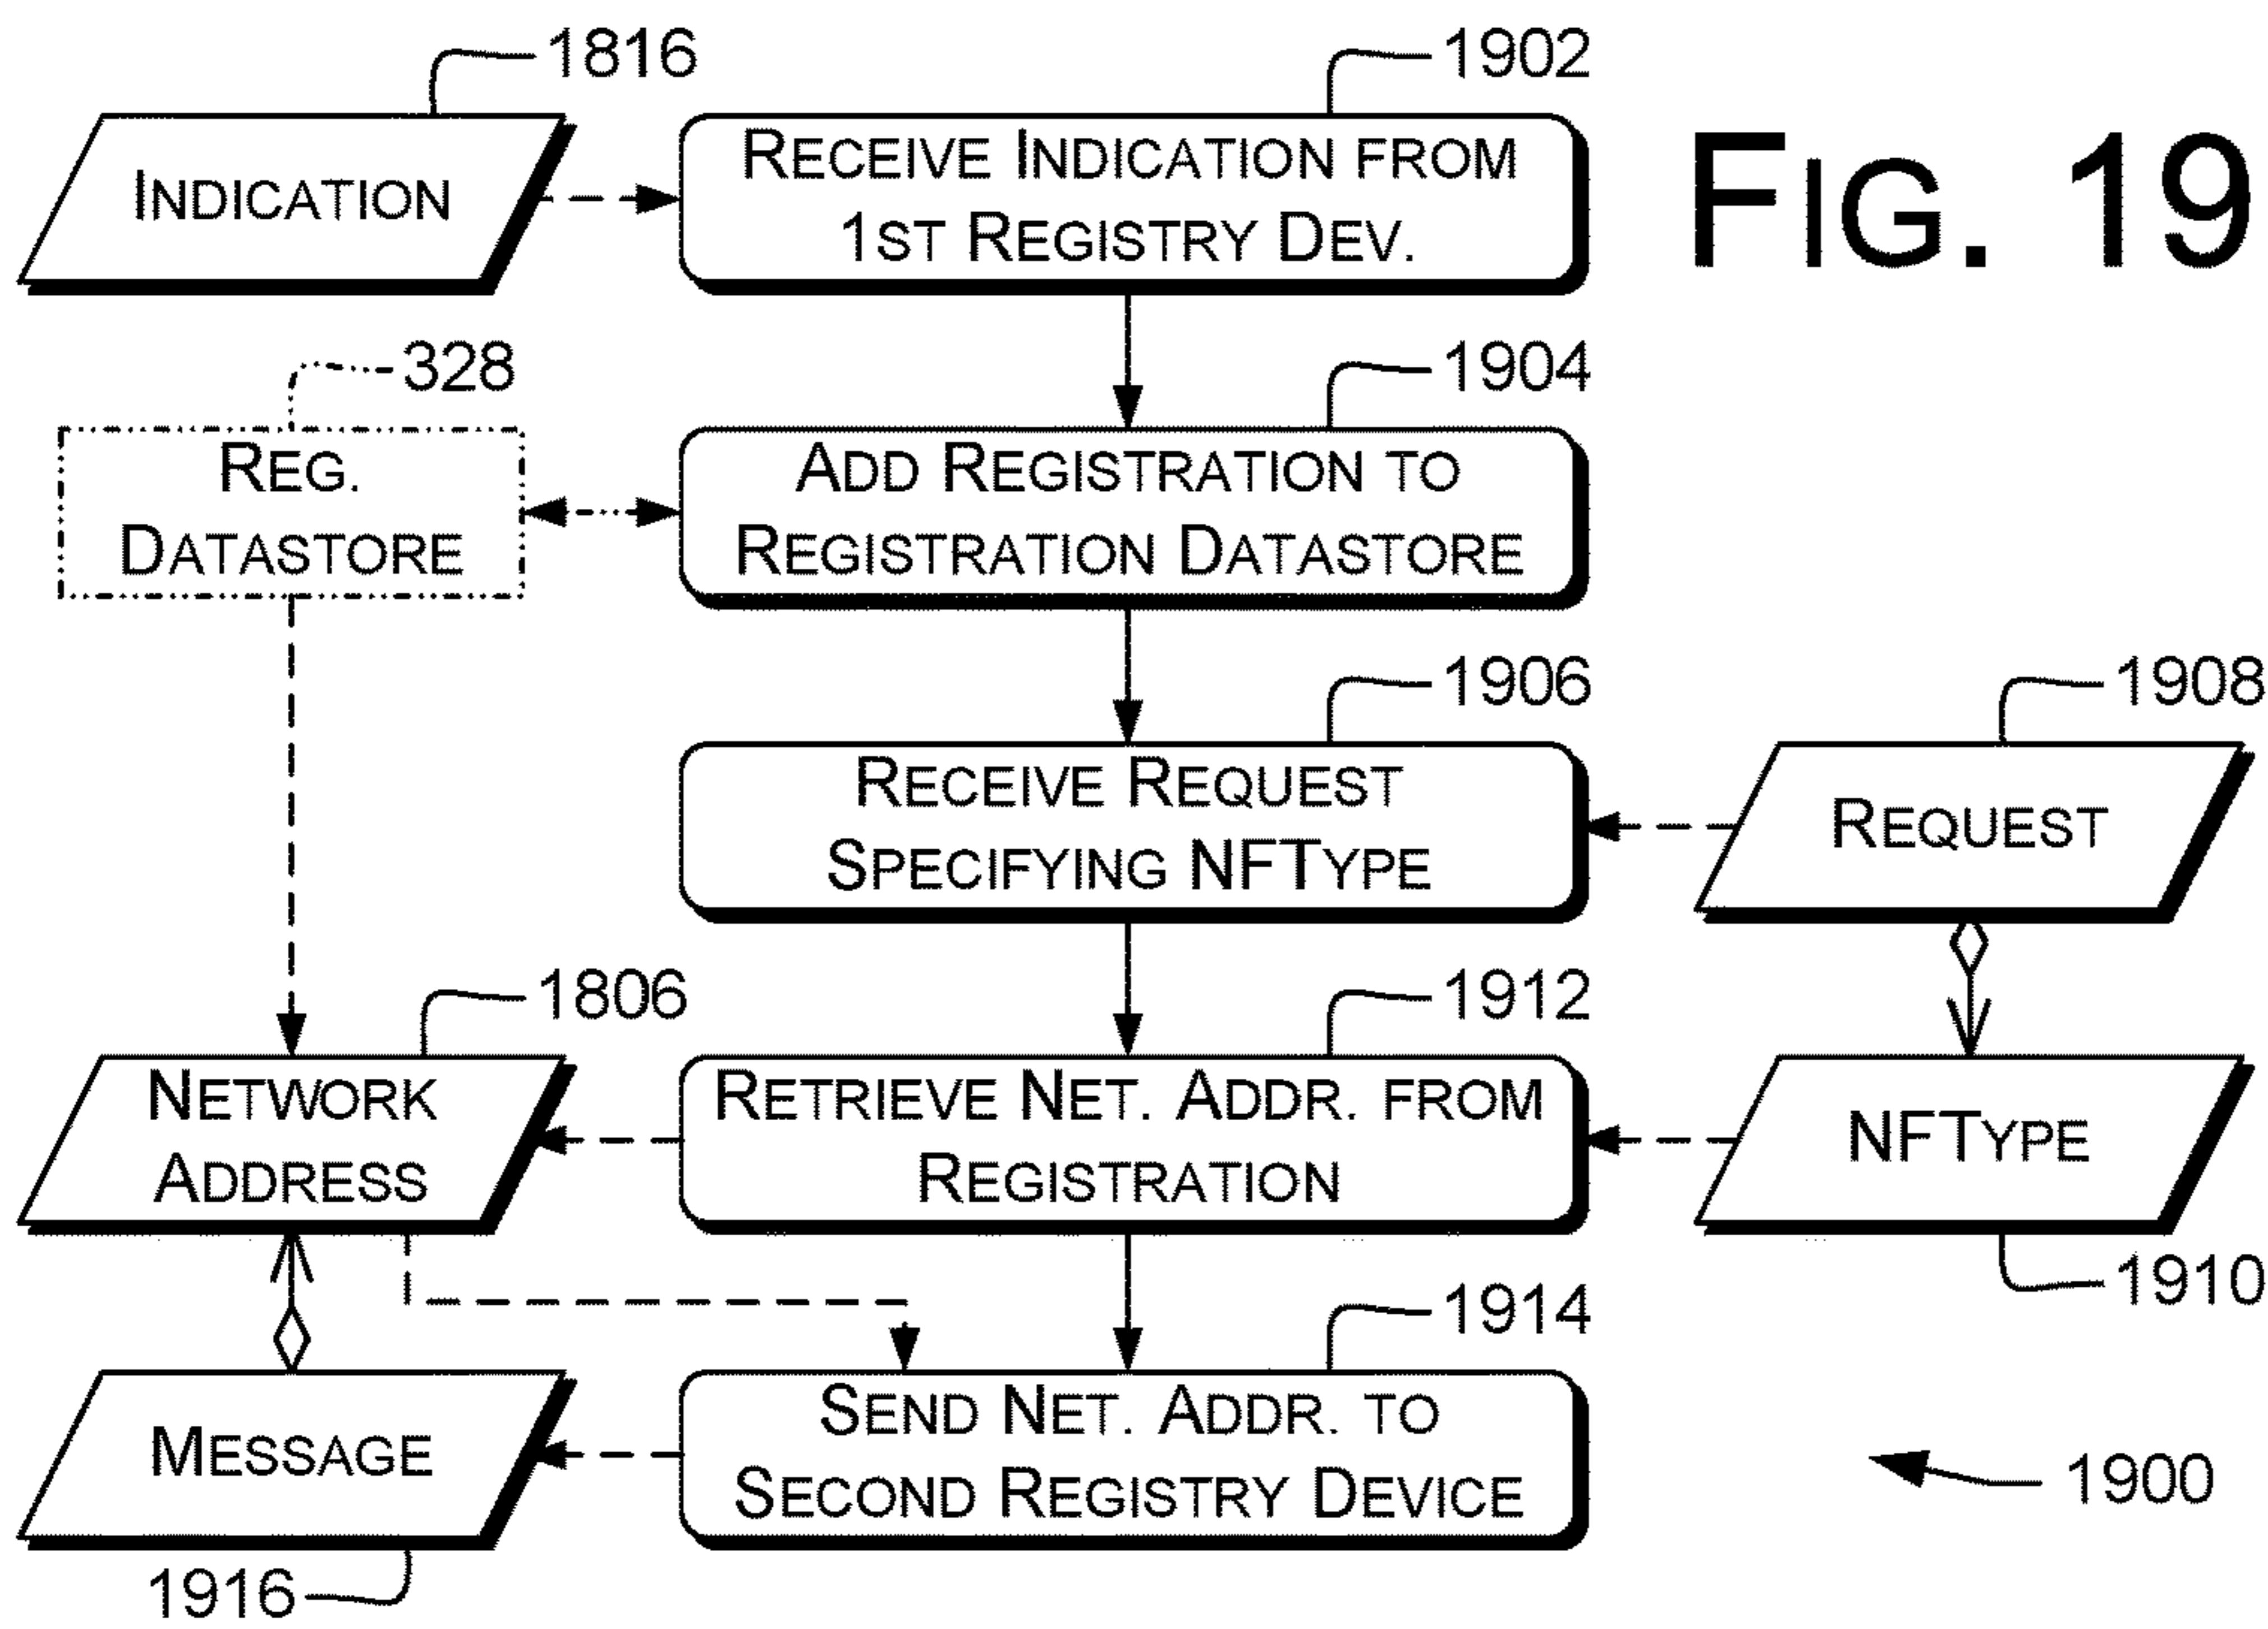 1816
1902
INDICATION
RECEIVE INDICATION FROM
1ST REGISTRY DEV.
FIG. 19
328
1904
REG.
DATASTORE
ADD REGISTRATION TO
REGISTRATION DATASTORE
1906
1908
RECEIVE REQUEST
SPECIFYING NFTYPE
REQUEST
1806
1912
NETWORK
ADDRESS
RETRIEVE NET. ADDR. FROM
REGISTRATION
NFTYPE
1910
1914
MESSAGE
SEND NET. ADDR. TO
SECOND REGISTRY DEVICE
1900
1916